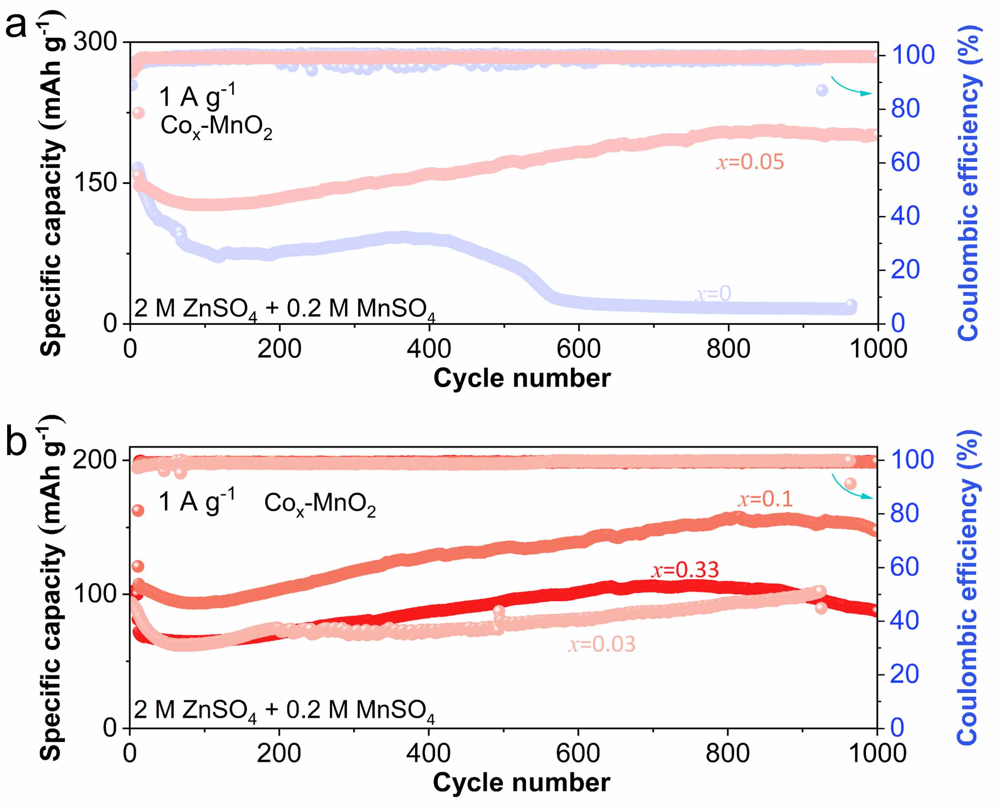 a
Specific capacity (mAh g⁻¹)
300
150
0
1 A g⁻¹
Coₓ-MnO₂
x=0.05
x=0
2 M ZnSO₄ + 0.2 M MnSO₄
100
80
60
40
20
0
Coulombic efficiency (%)
0 200 400 600 800 1000
Cycle number
b
Specific capacity (mAh g⁻¹)
200
100
0
1 A g⁻¹ Coₓ-MnO₂
x=0.1
x=0.33
x=0.03
2 M ZnSO₄ + 0.2 M MnSO₄
100
80
60
40
20
0
Coulombic efficiency (%)
0 200 400 600 800 1000
Cycle number